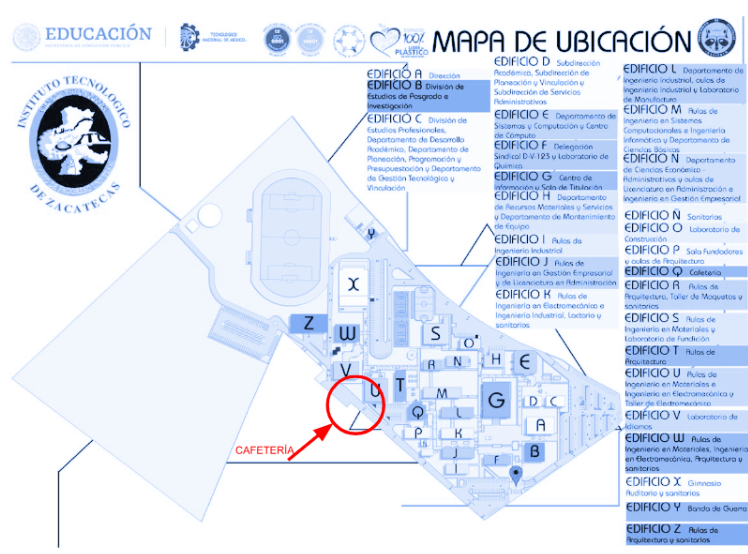 EDUCACIÓN
SECRETARÍA DE EDUCACIÓN PÚBLICA
TECNOLÓGICO
NACIONAL DE MÉXICO
100%
LIBRE DE
PLÁSTICO
MAPA DE UBICACIÓN
INSTITUTO TECNOLOGICO
DE ZACATECAS
EDIFICIO A Dirección
EDIFICIO B División de
Estudios de Posgrado e
Investigación
EDIFICIO C División de
Estudios Profesionales,
Departamento de Desarrollo
Académico, Departamento de
Planeación, Programación y
Presupuestación y Departamento
de Gestión Tecnológica y
Vinculación
EDIFICIO D Subdirección
Académica, Subdirección de
Planeación y Vinculación y
Subdirección de Servicios
Administrativos
EDIFICIO E Departamento de
Sistemas y Computación y Centro
de Cómputo
EDIFICIO F Delegación
Sindical D-V-123 y Laboratorio de
Química
EDIFICIO G Centro de
Información y Sala de Titulación
EDIFICIO H Departamento
de Recursos Materiales y Servicios
y Departamento de Mantenimiento
de Equipo
EDIFICIO I Aulas de
Ingeniería Industrial
EDIFICIO J Aulas de
Ingeniería en Gestión Empresarial
y de Licenciatura en Administración
EDIFICIO K Aulas de
Ingeniería en Electromecánica e
Ingeniería Industrial, Lactario y
sanitarios
EDIFICIO L Departamento de
Ingeniería Industrial, aulas de
Ingeniería Industrial y Laboratorio
de Manufactura
EDIFICIO M Aulas de
Ingeniería en Sistemas
Computacionales e Ingeniería
Informática y Departamento de
Ciencias Básicas
EDIFICIO N Departamento
de Ciencias Económico -
Administrativas y aulas de
Licenciatura en Administración e
Ingeniería en Gestión Empresarial
EDIFICIO Ñ Sanitarios
EDIFICIO O Laboratorio de
Construcción
EDIFICIO P Sala Fundadores
y aulas de Arquitectura
EDIFICIO Q Cafetería
EDIFICIO R Aulas de
Arquitectura, Taller de Maquetas y
sanitarios
EDIFICIO S Aulas de
Ingeniería en Materiales y
Laboratorio de Fundición
EDIFICIO T Aulas de
Arquitectura
EDIFICIO U Aulas de
Ingeniería en Materiales e
Ingeniería en Electromecánica y
Taller de Electromecánica
EDIFICIO V Laboratorio de
Idiomas
EDIFICIO W Aulas de
Ingeniería en Materiales, Ingeniería
en Electromecánica, Arquitectura y
sanitarios
EDIFICIO X Gimnasio
Auditorio y sanitarios
EDIFICIO Y Banda de Guerra
EDIFICIO Z Aulas de
Arquitectura y sanitarios
Y
X
Z
W
S
O
V
R
N
H
E
U
T
M
G
D
C
Q
L
A
P
K
J
B
F
I
CAFETERÍA